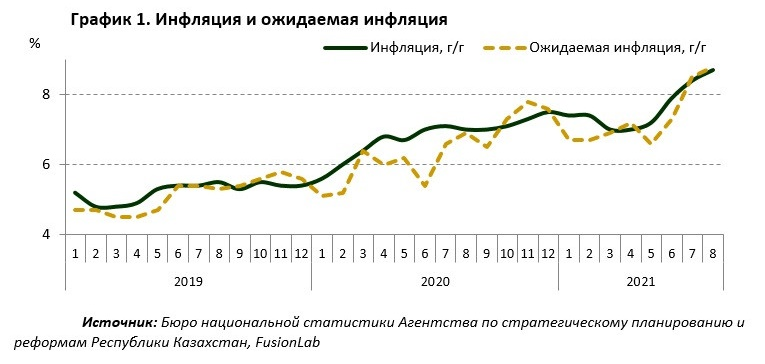 График 1. Инфляция и ожидаемая инфляция
%
Инфляция, г/г Ожидаемая инфляция, г/г
8
6
4
1 2 3 4 5 6 7 8 9 10 11 12 1 2 3 4 5 6 7 8 9 10 11 12 1 2 3 4 5 6 7 8
2019 2020 2021
Источник: Бюро национальной статистики Агентства по стратегическому планированию и
реформам Республики Казахстан, FusionLab